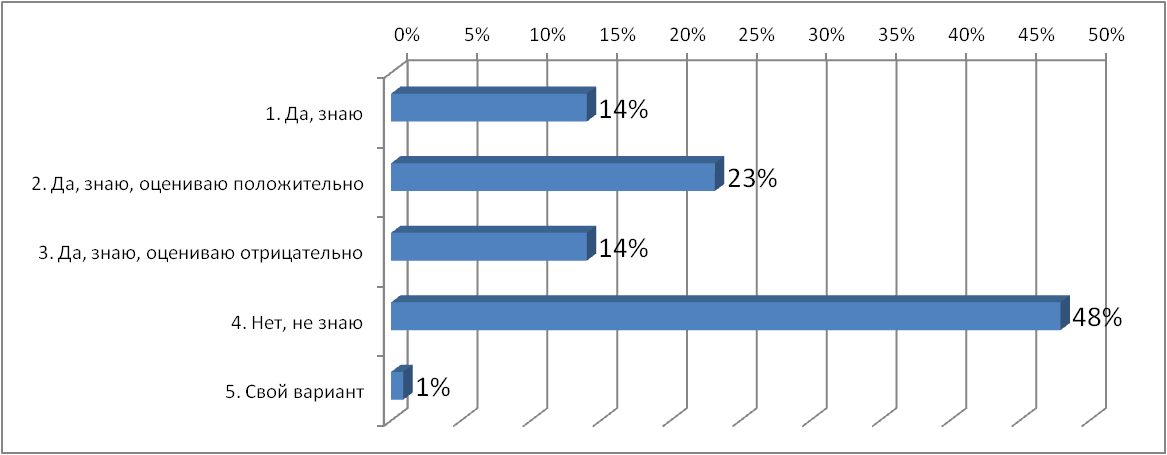 0% 5% 10% 15% 20% 25% 30% 35% 40% 45% 50%
1. Да, знаю 14%
2. Да, знаю, оцениваю положительно 23%
3. Да, знаю, оцениваю отрицательно 14%
4. Нет, не знаю 48%
5. Свой вариант 1%